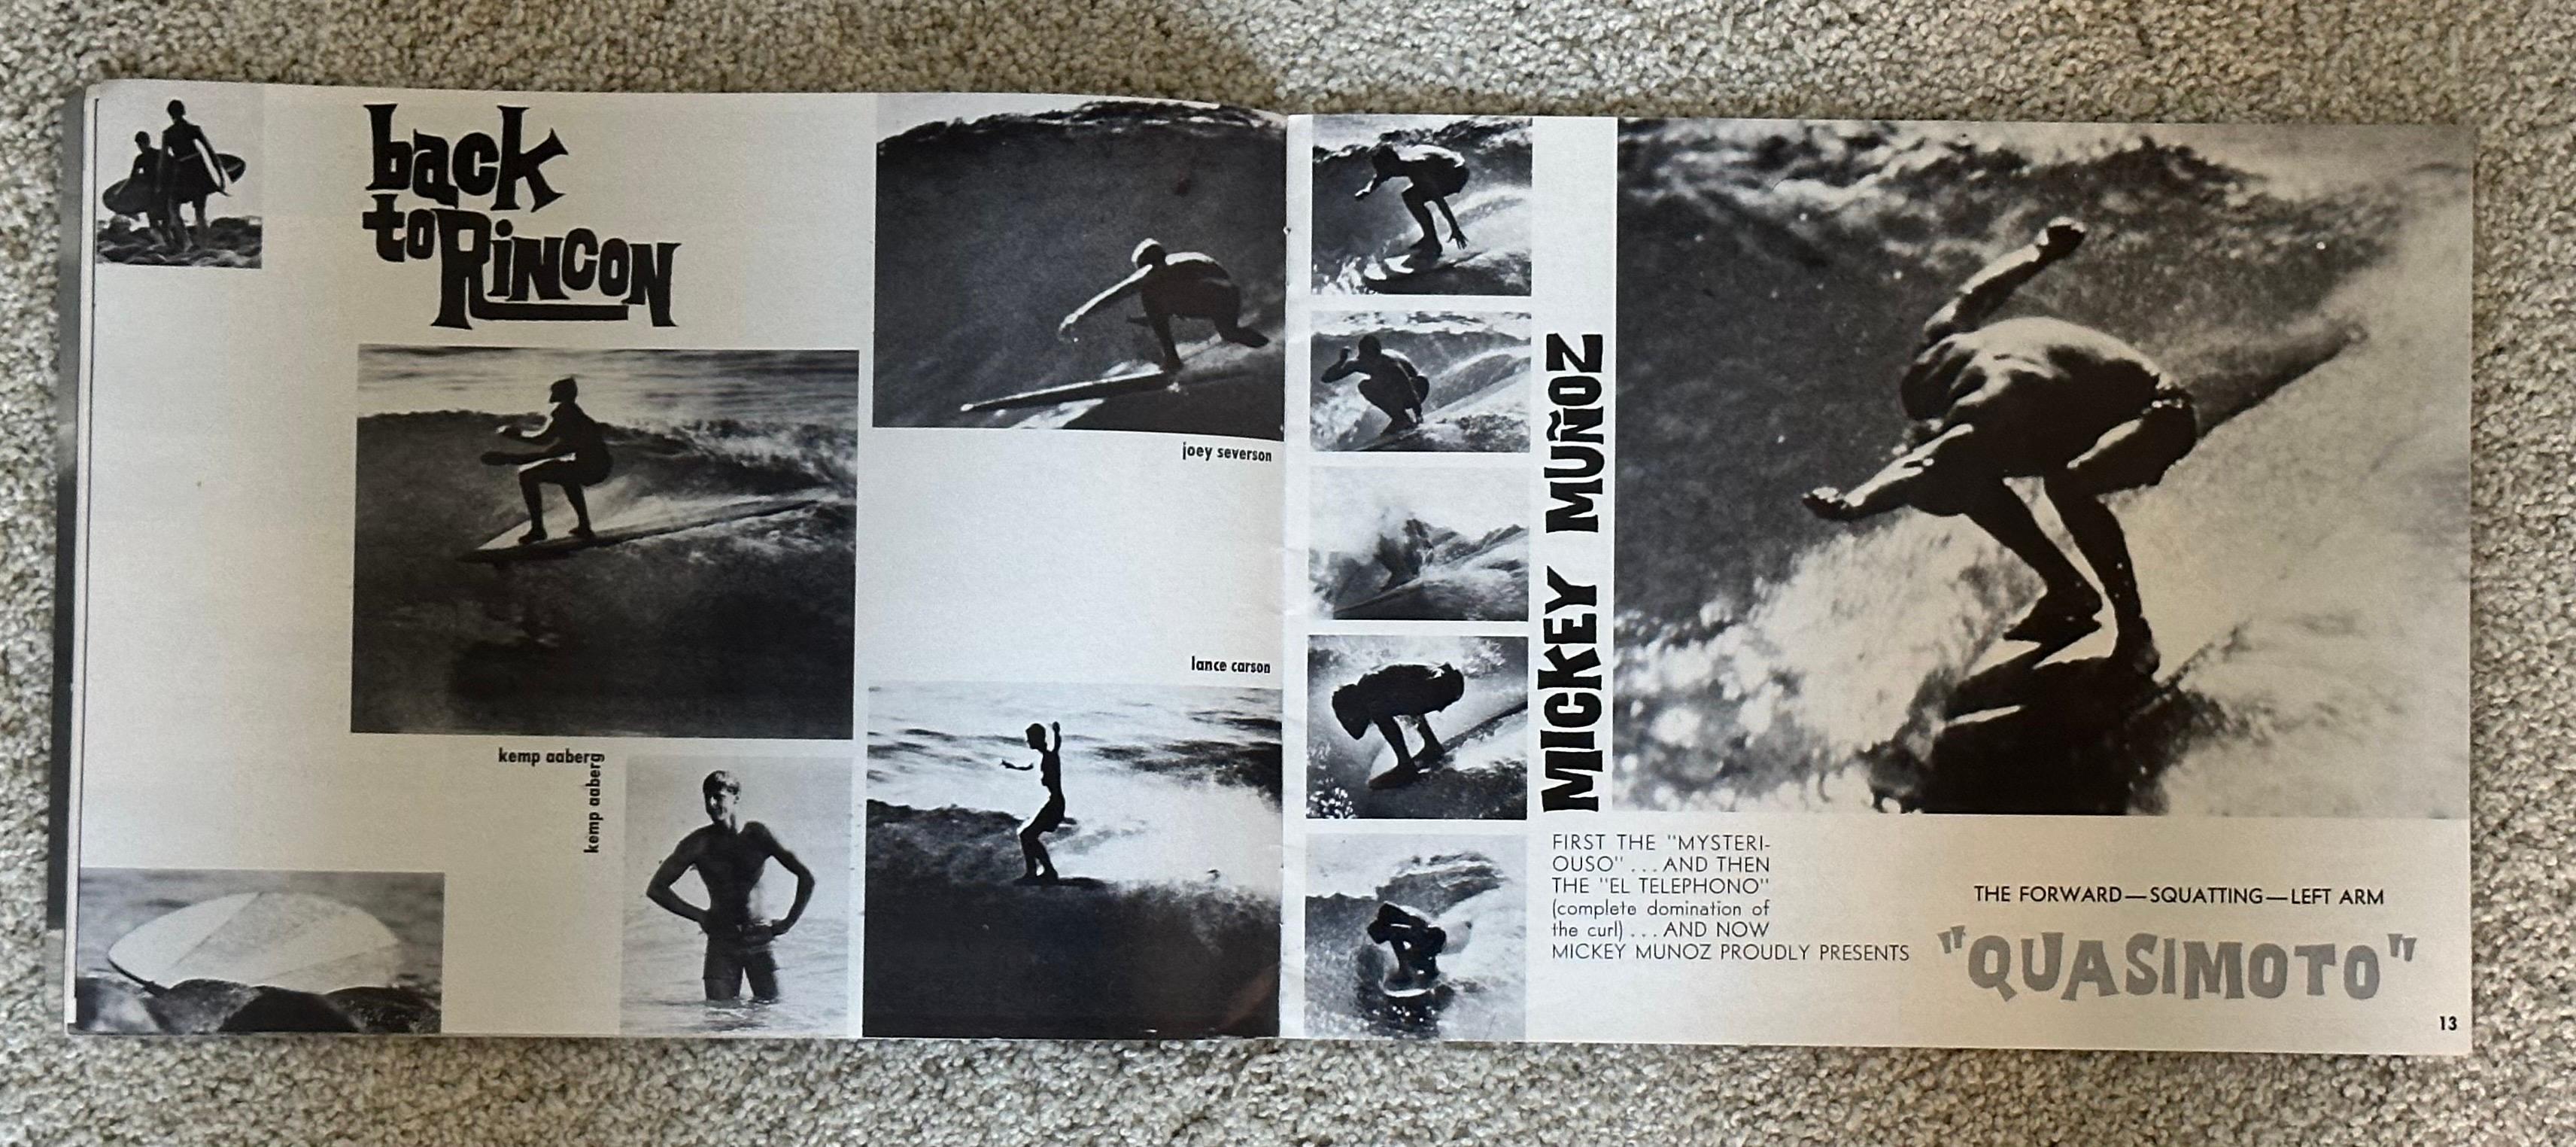 back
to RINCON
joey severson
lance carson
kemp aaberg
kemp aaberg
MICKEY MUÑOZ
FIRST THE "MYSTERI-
OUSO" ... AND THEN
THE "EL TELEPHONO"
(complete domination of
the curl) ... AND NOW
MICKEY MUNOZ PROUDLY PRESENTS
THE FORWARD—SQUATTING—LEFT ARM
"QUASIMOTO"
13